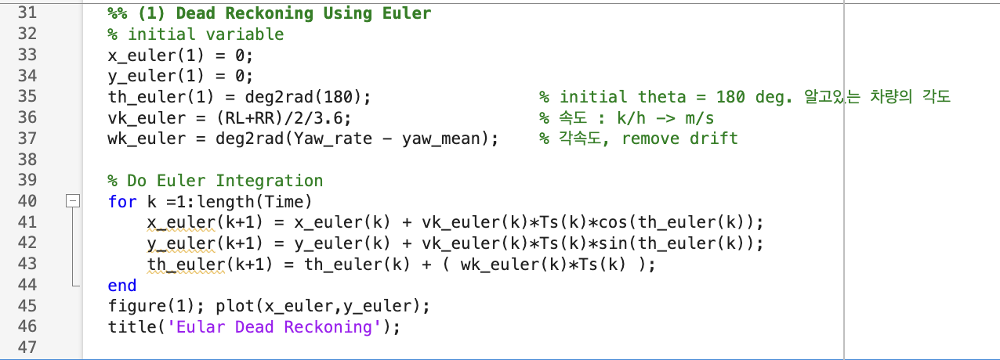 31 %% (1) Dead Reckoning Using Euler
32 % initial variable
33 x_euler(1) = 0;
34 y_euler(1) = 0;
35 th_euler(1) = deg2rad(180); % initial theta = 180 deg. 알고있는 차량의 각도
36 vk_euler = (RL+RR)/2/3.6; % 속도 : k/h -> m/s
37 wk_euler = deg2rad(Yaw_rate - yaw_mean); % 각속도, remove drift
38
39 % Do Euler Integration
40 for k =1:length(Time)
41 x_euler(k+1) = x_euler(k) + vk_euler(k)*Ts(k)*cos(th_euler(k));
42 y_euler(k+1) = y_euler(k) + vk_euler(k)*Ts(k)*sin(th_euler(k));
43 th_euler(k+1) = th_euler(k) + ( wk_euler(k)*Ts(k) );
44 end
45 figure(1); plot(x_euler,y_euler);
46 title('Eular Dead Reckoning');
47